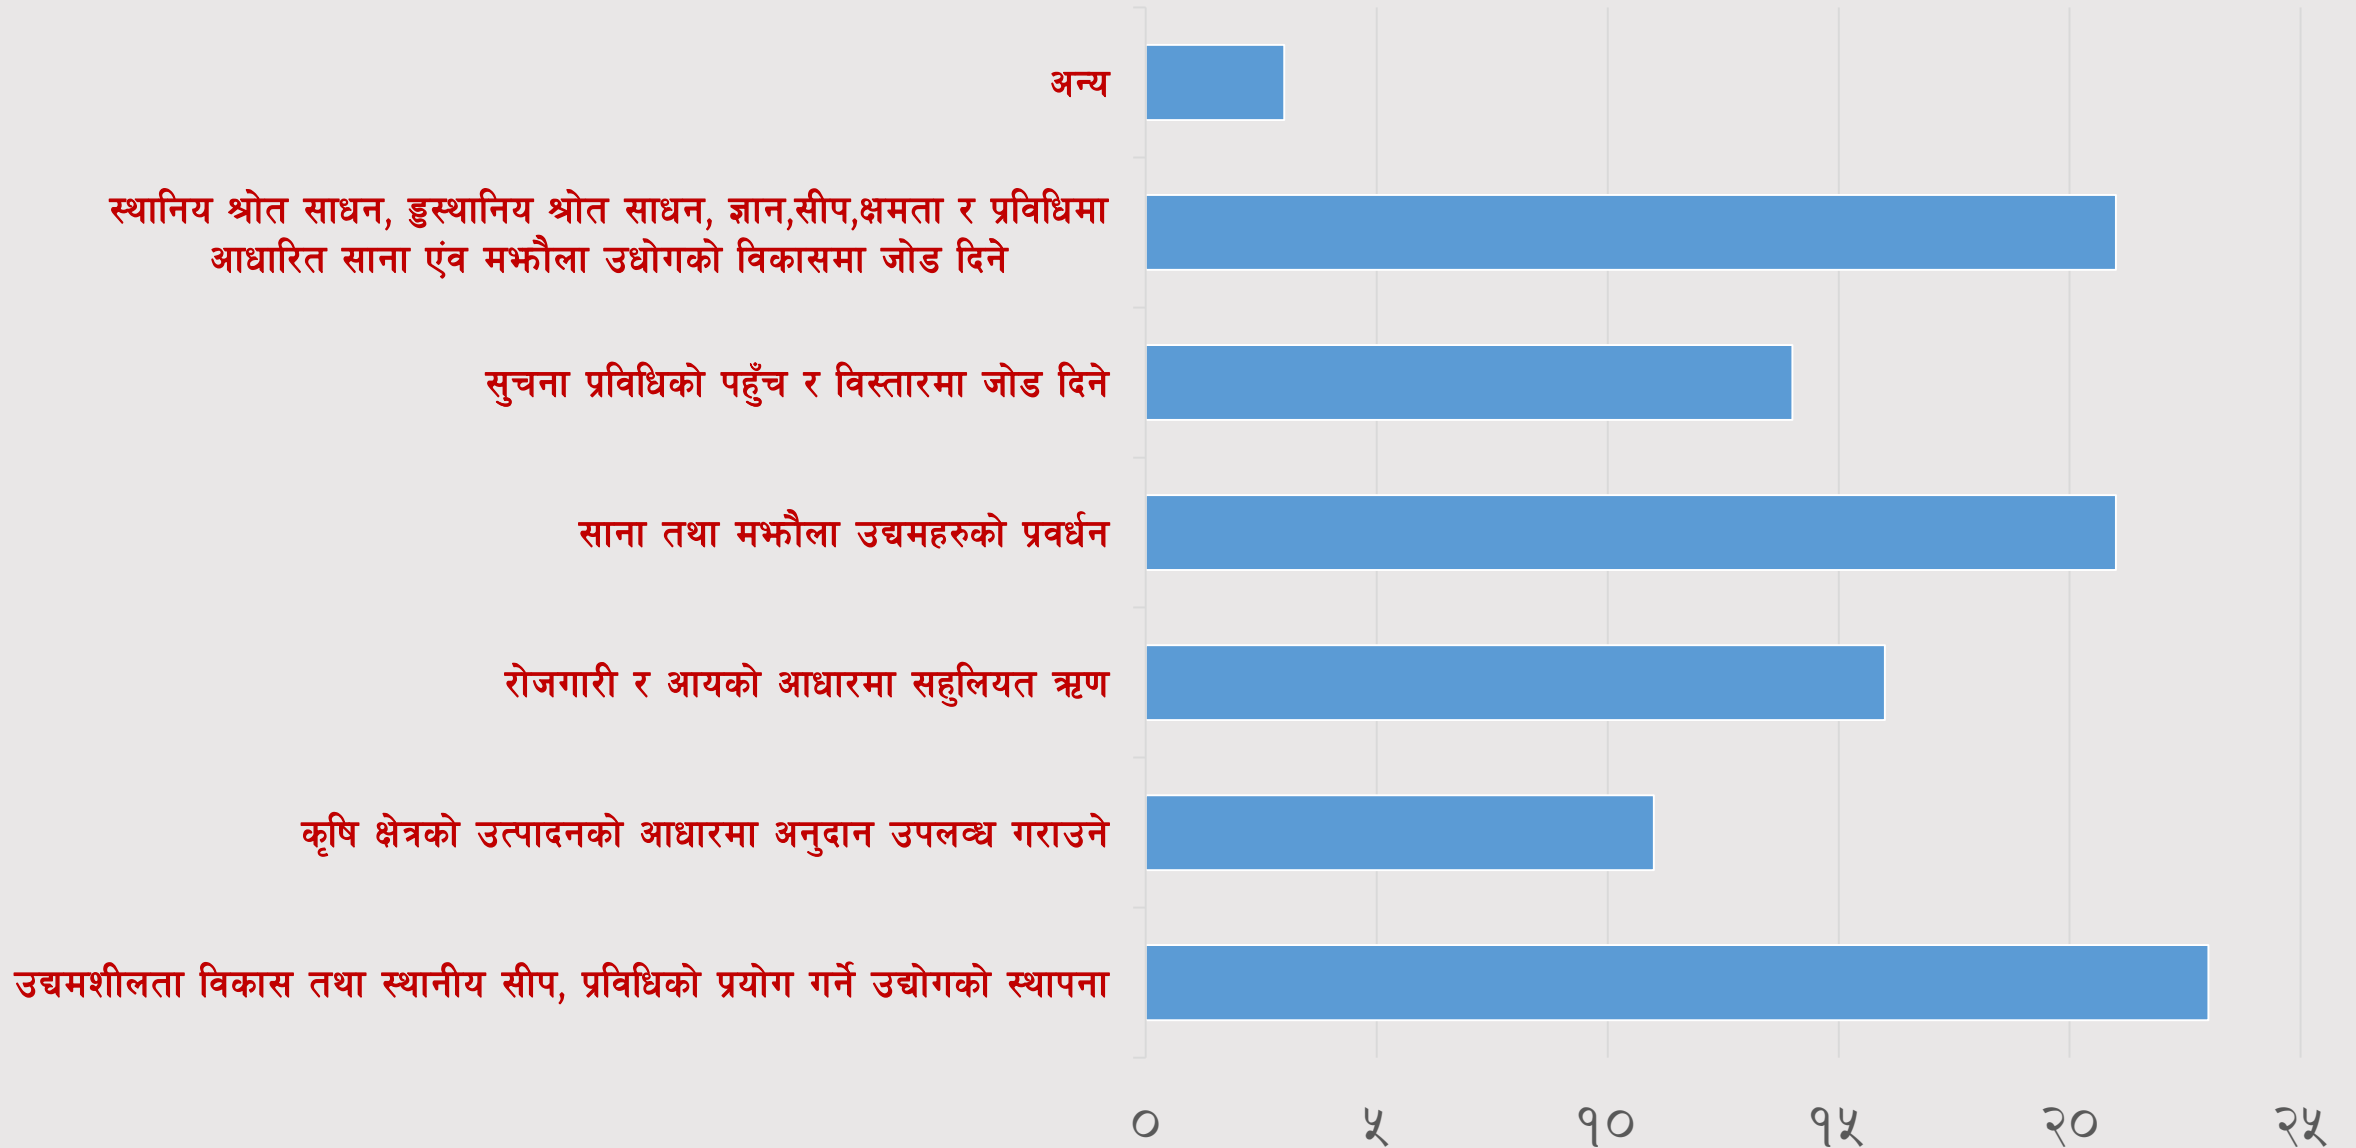 अन्य
स्थानिय श्रोत साधन, ड्डस्थानिय श्रोत साधन, ज्ञान,सीप,क्षमता र प्रविधिमा
आधारित साना एंव मझौला उधोगको विकासमा जोड दिने
सुचना प्रविधिको पहुँच र विस्तारमा जोड दिने
साना तथा मझौला उद्यमहरुको प्रवर्धन
रोजगारी र आयको आधारमा सहुलियत ऋण
कृषि क्षेत्रको उत्पादनको आधारमा अनुदान उपलव्ध गराउने
उद्यमशीलता विकास तथा स्थानीय सीप, प्रविधिको प्रयोग गर्ने उद्योगको स्थापना
० ५ १० १५ २० २५